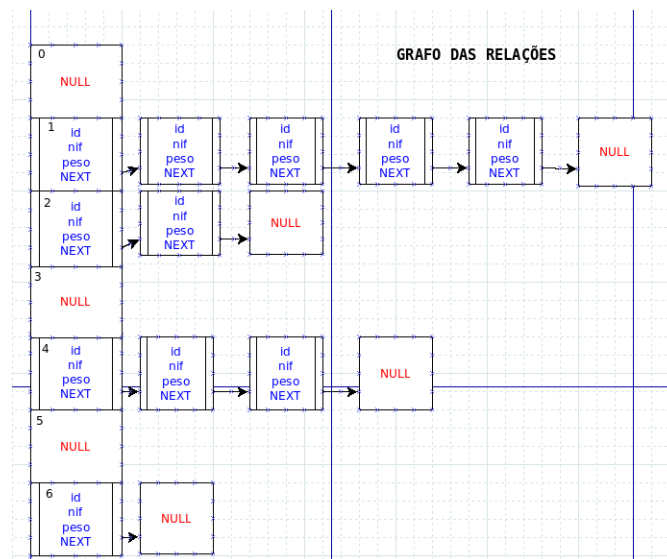 GRAFO DAS RELAÇÕES
0
NULL
1
id
nif
peso
NEXT
id
nif
peso
NEXT
id
nif
peso
NEXT
id
nif
peso
NEXT
id
nif
peso
NEXT
NULL
2
id
nif
peso
NEXT
id
nif
peso
NEXT
NULL
3
NULL
4
id
nif
peso
NEXT
id
nif
peso
NEXT
id
nif
peso
NEXT
NULL
5
NULL
6
id
nif
peso
NEXT
NULL